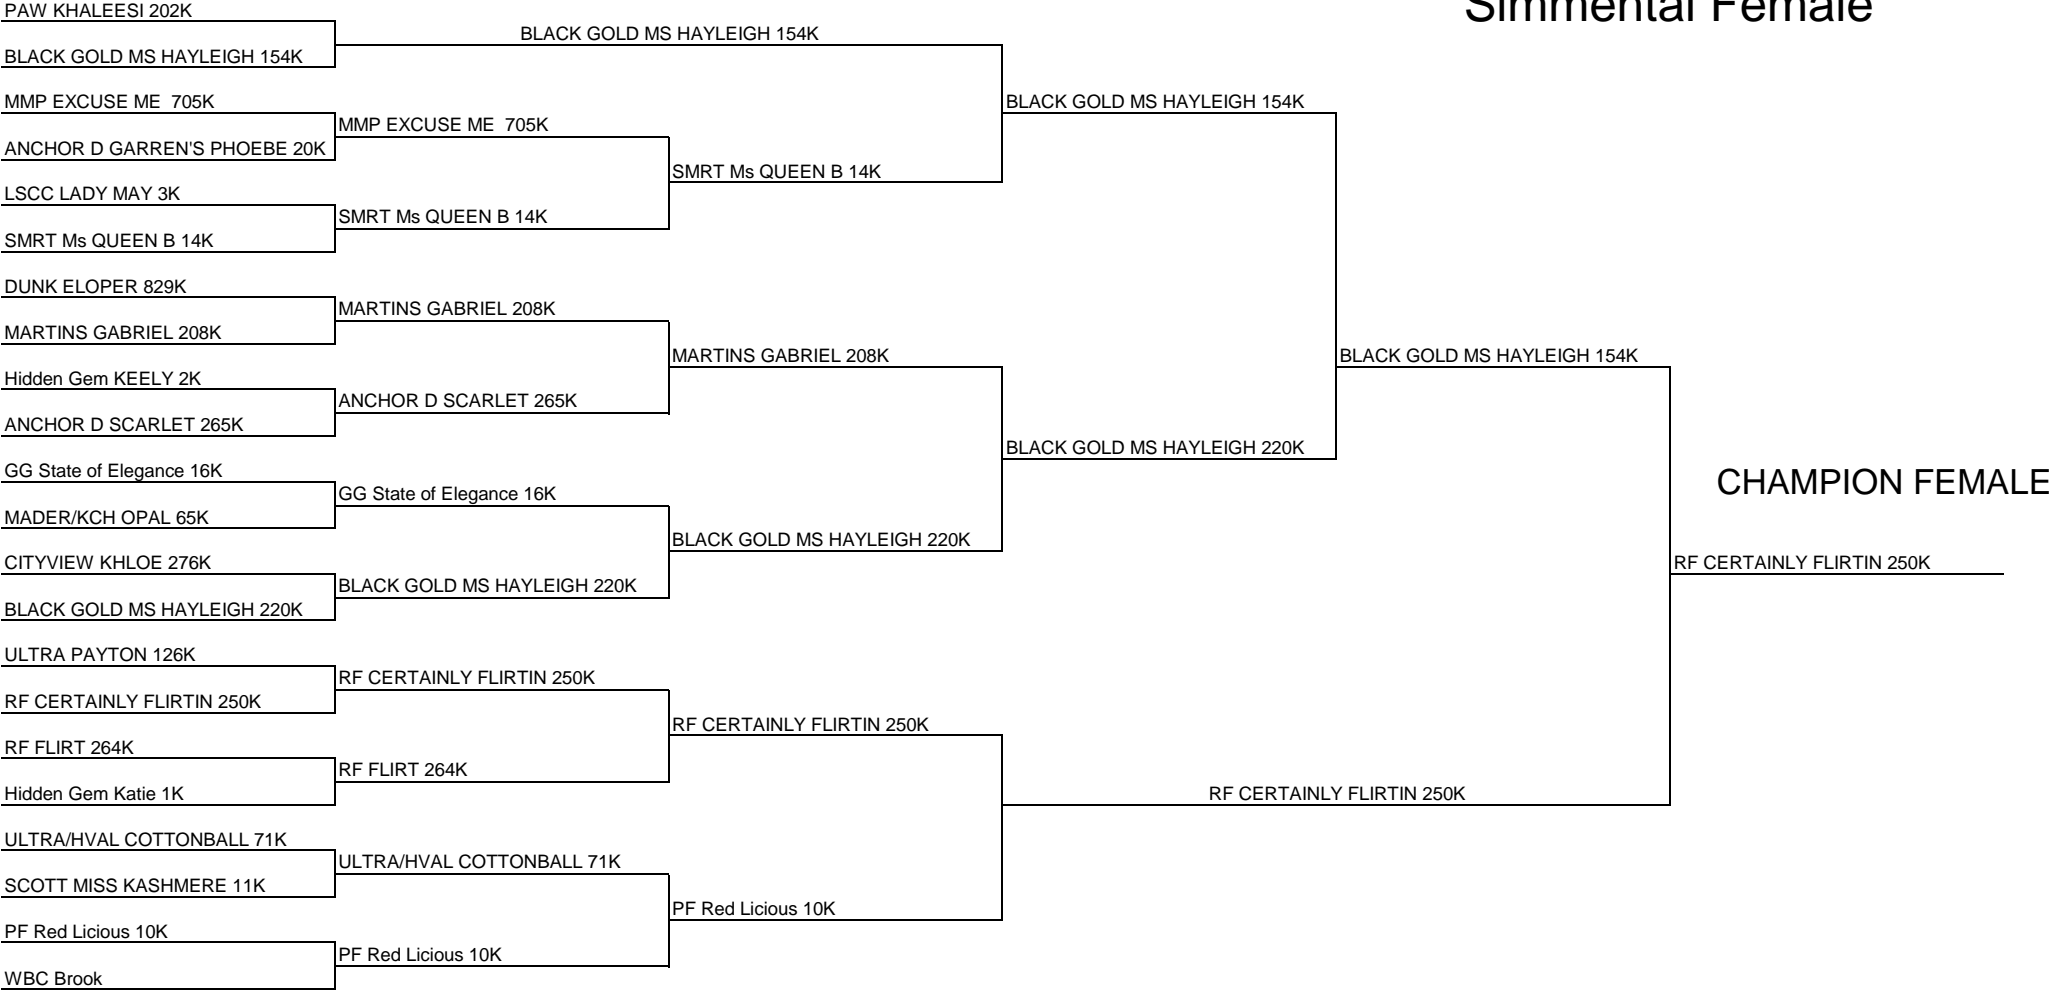 Simmental Female
PAW KHALEESI 202K
BLACK GOLD MS HAYLEIGH 154K
BLACK GOLD MS HAYLEIGH 154K
MMP EXCUSE ME  705K
BLACK GOLD MS HAYLEIGH 154K
MMP EXCUSE ME  705K
ANCHOR D GARREN'S PHOEBE 20K
SMRT Ms QUEEN B 14K
LSCC LADY MAY 3K
SMRT Ms QUEEN B 14K
SMRT Ms QUEEN B 14K
DUNK ELOPER 829K
MARTINS GABRIEL 208K
MARTINS GABRIEL 208K
MARTINS GABRIEL 208K
BLACK GOLD MS HAYLEIGH 154K
Hidden Gem KEELY 2K
ANCHOR D SCARLET 265K
ANCHOR D SCARLET 265K
BLACK GOLD MS HAYLEIGH 220K
GG State of Elegance 16K
CHAMPION FEMALE
GG State of Elegance 16K
MADER/KCH OPAL 65K
BLACK GOLD MS HAYLEIGH 220K
CITYVIEW KHLOE 276K
RF CERTAINLY FLIRTIN 250K
BLACK GOLD MS HAYLEIGH 220K
BLACK GOLD MS HAYLEIGH 220K
ULTRA PAYTON 126K
RF CERTAINLY FLIRTIN 250K
RF CERTAINLY FLIRTIN 250K
RF CERTAINLY FLIRTIN 250K
RF FLIRT 264K
RF FLIRT 264K
Hidden Gem Katie 1K
RF CERTAINLY FLIRTIN 250K
ULTRA/HVAL COTTONBALL 71K
ULTRA/HVAL COTTONBALL 71K
SCOTT MISS KASHMERE 11K
PF Red Licious 10K
PF Red Licious 10K
PF Red Licious 10K
WBC Brook